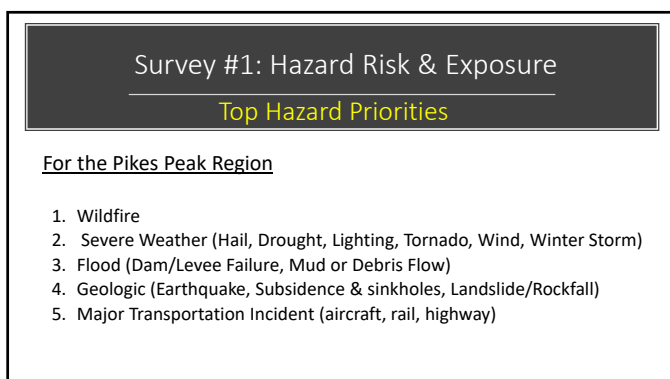 Survey #1: Hazard Risk & Exposure
Top Hazard Priorities
For the Pikes Peak Region
1. Wildfire
2. Severe Weather (Hail, Drought, Lighting, Tornado, Wind, Winter Storm)
3. Flood (Dam/Levee Failure, Mud or Debris Flow)
4. Geologic (Earthquake, Subsidence & sinkholes, Landslide/Rockfall)
5. Major Transportation Incident (aircraft, rail, highway)